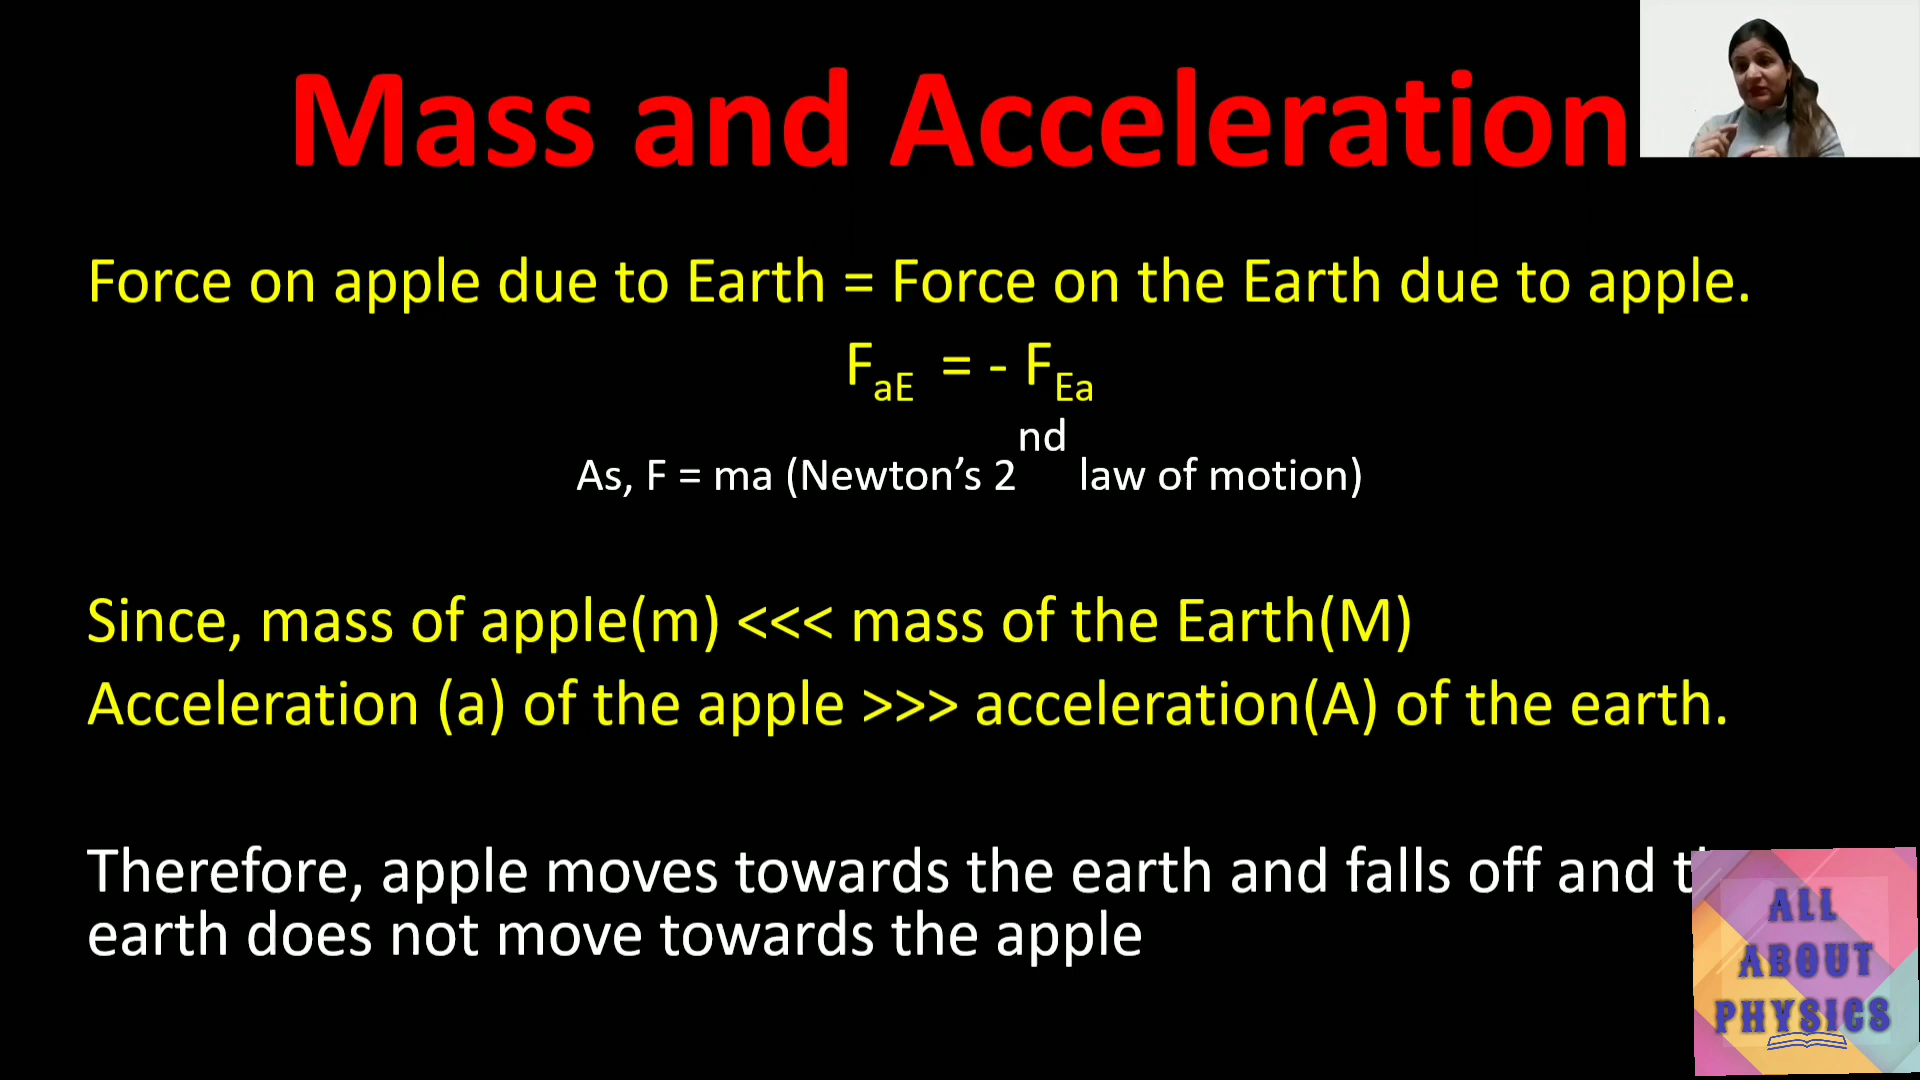 Mass and Acceleration
Force on apple due to Earth = Force on the Earth due to apple.
FaE = - FEa
As, F = ma (Newton’s 2nd law of motion)
Since, mass of apple(m) <<< mass of the Earth(M)
Acceleration (a) of the apple >>> acceleration(A) of the earth.
Therefore, apple moves towards the earth and falls off and
earth does not move towards the apple
ALL
ABOUT
PHYSICS